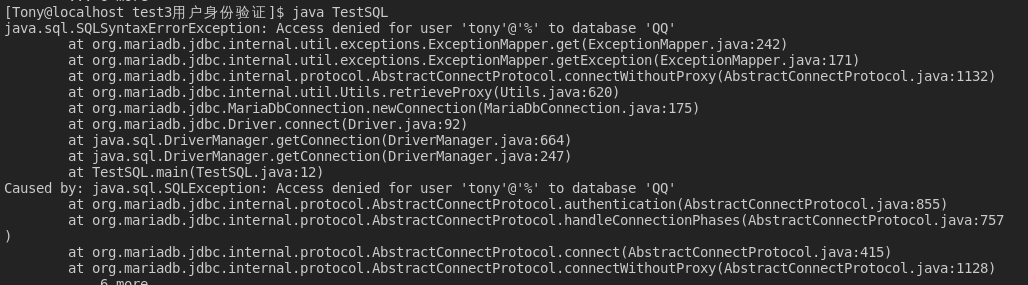 [Tony@localhost test3用户身份验证]$ java TestSQL
java.sql.SQLSyntaxErrorException: Access denied for user 'tony'@'%' to database 'QQ'
        at org.mariadb.jdbc.internal.util.exceptions.ExceptionMapper.get(ExceptionMapper.java:242)
        at org.mariadb.jdbc.internal.util.exceptions.ExceptionMapper.getException(ExceptionMapper.java:171)
        at org.mariadb.jdbc.internal.protocol.AbstractConnectProtocol.connectWithoutProxy(AbstractConnectProtocol.java:1132)
        at org.mariadb.jdbc.internal.util.Utils.retrieveProxy(Utils.java:620)
        at org.mariadb.jdbc.MariaDbConnection.newConnection(MariaDbConnection.java:175)
        at org.mariadb.jdbc.Driver.connect(Driver.java:92)
        at java.sql.DriverManager.getConnection(DriverManager.java:664)
        at java.sql.DriverManager.getConnection(DriverManager.java:247)
        at TestSQL.main(TestSQL.java:12)
Caused by: java.sql.SQLException: Access denied for user 'tony'@'%' to database 'QQ'
        at org.mariadb.jdbc.internal.protocol.AbstractConnectProtocol.authentication(AbstractConnectProtocol.java:855)
        at org.mariadb.jdbc.internal.protocol.AbstractConnectProtocol.handleConnectionPhases(AbstractConnectProtocol.java:757
)
        at org.mariadb.jdbc.internal.protocol.AbstractConnectProtocol.connect(AbstractConnectProtocol.java:415)
        at org.mariadb.jdbc.internal.protocol.AbstractConnectProtocol.connectWithoutProxy(AbstractConnectProtocol.java:1128)
        ... 6 more